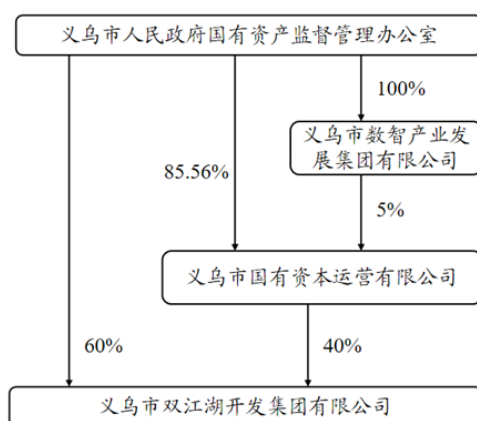 义乌市人民政府国有资产监督管理办公室
100%
义乌市数智产业发
展集团有限公司
85.56%
5%
义乌市国有资本运营有限公司
60%
40%
义乌市双江湖开发集团有限公司